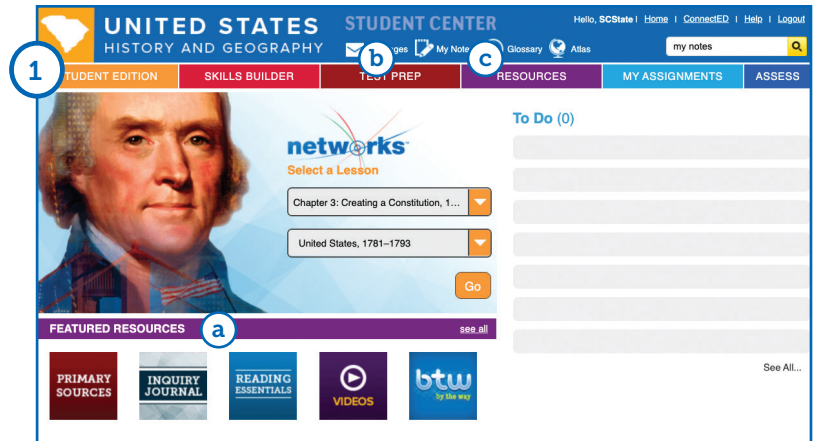 UNITED STATES
HISTORY AND GEOGRAPHY
STUDENT CENTER
Hello, SCState | Home | ConnectED | Help | Logout
My Note
Glossary
Atlas
my notes
1
b
c
SKILLS BUILDER
RESOURCES
MY ASSIGNMENTS
ASSESS
EDITION
PREP
networks
Select a Lesson
Chapter 3: Creating a Constitution, 1...
United States, 1781–1793
Go
To Do (0)
FEATURED RESOURCES
a
see all
PRIMARY
SOURCES
INQUIRY
JOURNAL
READING
ESSENTIALS
VIDEOS
btw
by the way
See All...